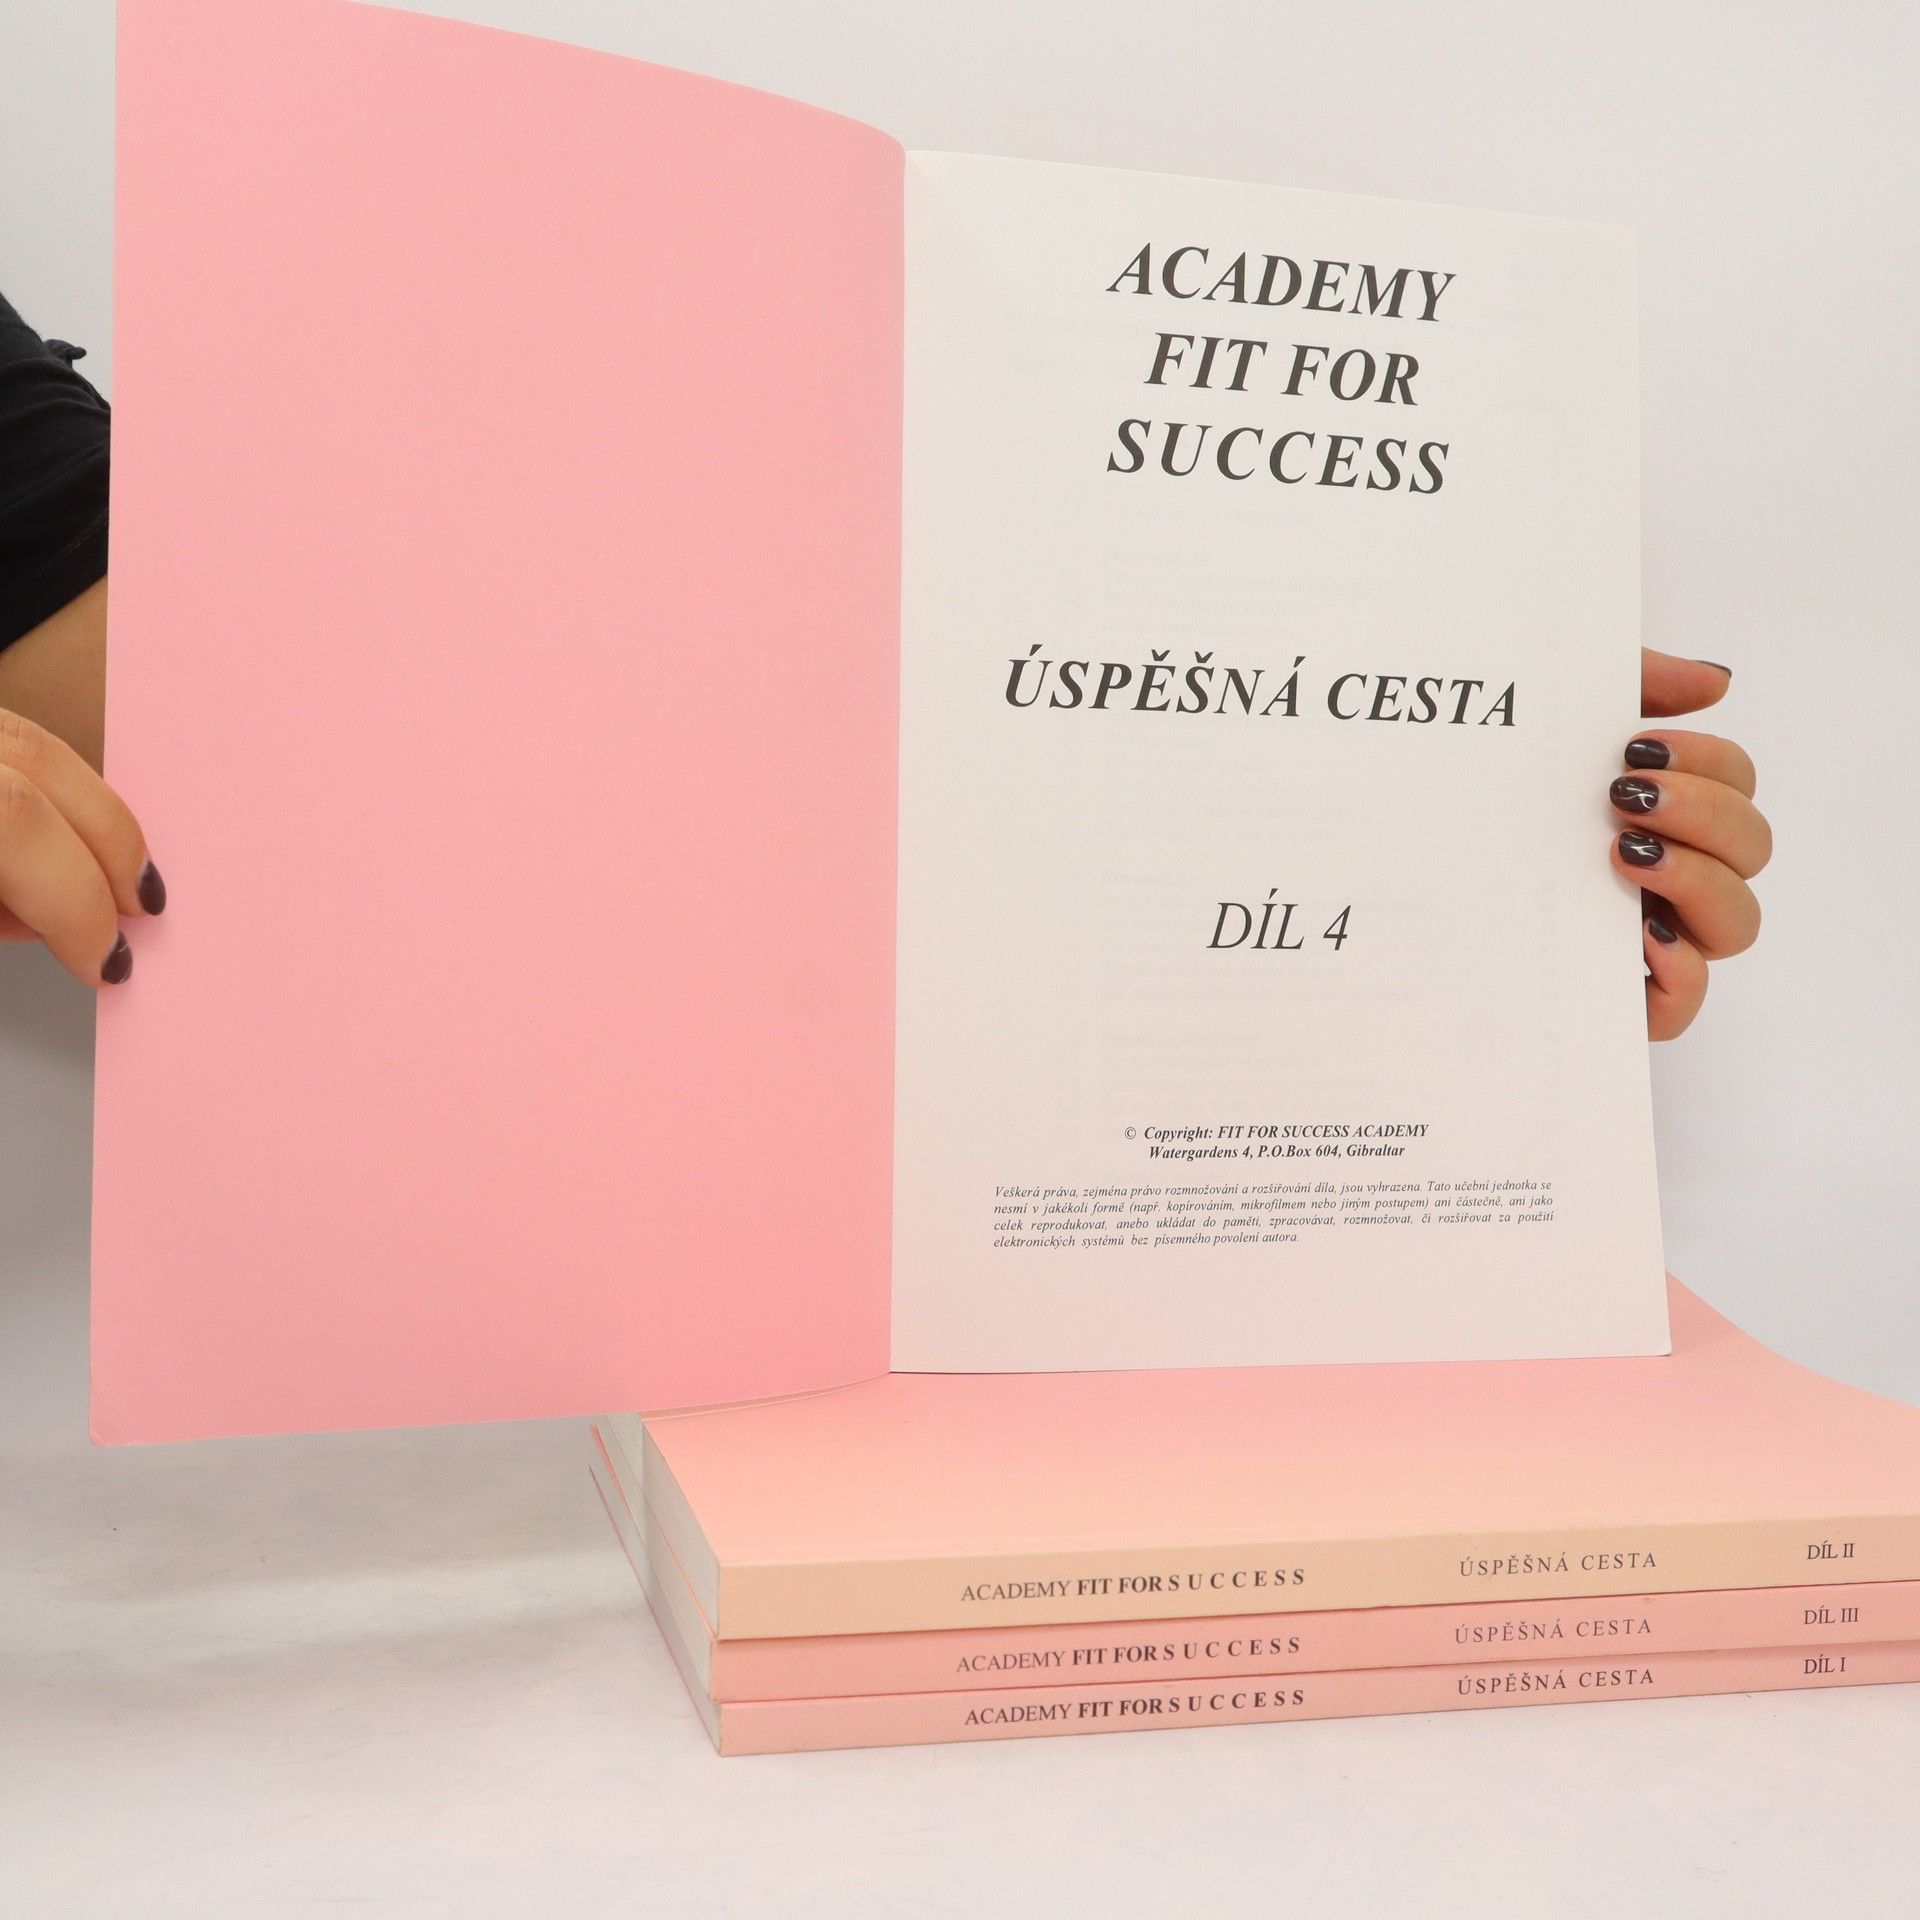 ACADEMY
FIT FOR
SUCCESS
ÚSPĚŠNÁ CESTA
DÍL 4
© Copyright: FIT FOR SUCCESS ACADEMY
Watergardens 4, P.O.Box 604, Gibraltar
Veškerá práva, zejména právo rozmnožování a rozšiřování díla, jsou vyhrazena. Tato učební jednotka se
nesmí v jakékoli formě (např. kopírováním, mikrofilmem nebo jiným postupem) ani částečně, ani jako
celek reprodukovat, anebo ukládat do paměti, zpracovávat, rozmnožovat, či rozšiřovat za použití
elektronických systémů bez písemného povolení autora.
ACADEMY FIT FOR S U C C E S S ÚSPĚŠNÁ CESTA DÍL II
ACADEMY FIT FOR S U C C E S S ÚSPĚŠNÁ CESTA DÍL III
ACADEMY FIT FOR S U C C E S S ÚSPĚŠNÁ CESTA DÍL I